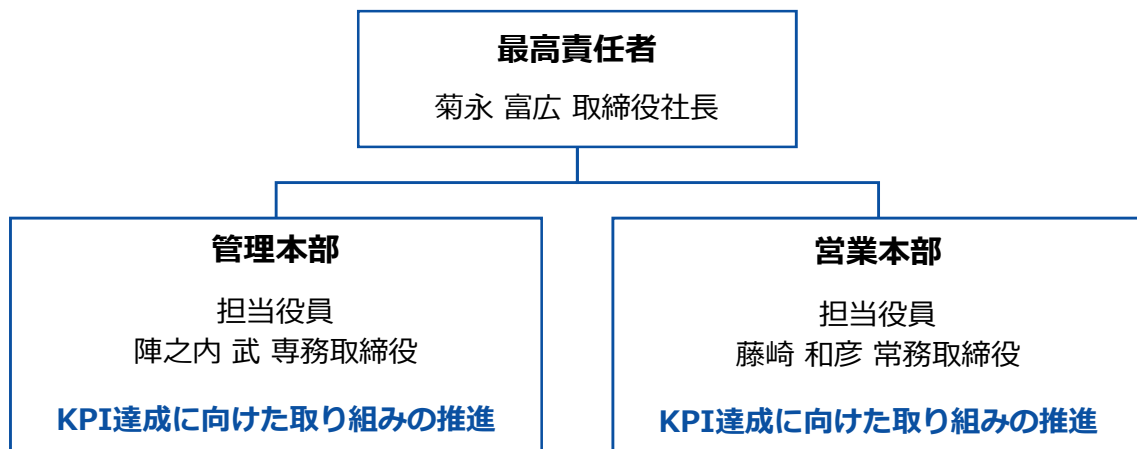 最高責任者
菊永 富広 取締役社長
管理本部
担当役員
陣之内 武 専務取締役
KPI達成に向けた取り組みの推進
営業本部
担当役員
藤崎 和彦 常務取締役
KPI達成に向けた取り組みの推進